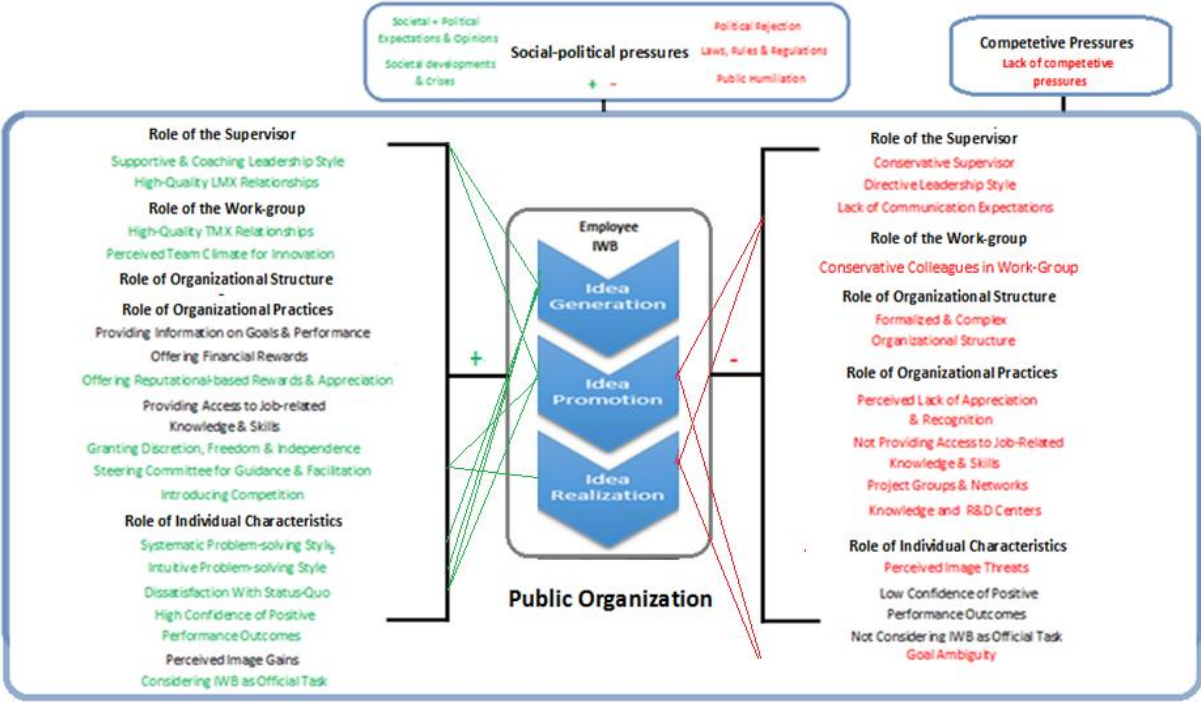 Societal + Political
Expectations & Opinions
Societal developments
& Crises
Social-political pressures
+ -
Political Rejection
Laws, Rules & Regulations
Public Humiliation
Competetive Pressures
Lack of competetive
pressures
Role of the Supervisor
Supportive & Coaching Leadership Style
High-Quality LMX Relationships
Role of the Work-group
High-Quality TMX Relationships
Perceived Team Climate for Innovation
Role of Organizational Structure
-
Role of Organizational Practices
Providing Information on Goals & Performance
Offering Financial Rewards
Offering Reputational-based Rewards & Appreciation
Providing Access to Job-related
Knowledge & Skills
Granting Discretion, Freedom & Independence
Steering Committee for Guidance & Facilitation
Introducing Competition
Role of Individual Characteristics
Systematic Problem-solving Style
Intuitive Problem-solving Style
Dissatisfaction With Status-Quo
High Confidence of Positive
Performance Outcomes
Perceived Image Gains
Considering IWB as Official Task
+
Employee
IWB
Idea
Generation
Idea
Promotion
Idea
Realization
Public Organization
-
Role of the Supervisor
Conservative Supervisor
Directive Leadership Style
Lack of Communication Expectations
Role of the Work-group
Conservative Colleagues in Work-Group
Role of Organizational Structure
Formalized & Complex
Organizational Structure
Role of Organizational Practices
Perceived Lack of Appreciation
& Recognition
Not Providing Access to Job-Related
Knowledge & Skills
Project Groups & Networks
Knowledge and R&D Centers
Role of Individual Characteristics
Perceived Image Threats
Low Confidence of Positive
Performance Outcomes
Not Considering IWB as Official Task
Goal Ambiguity